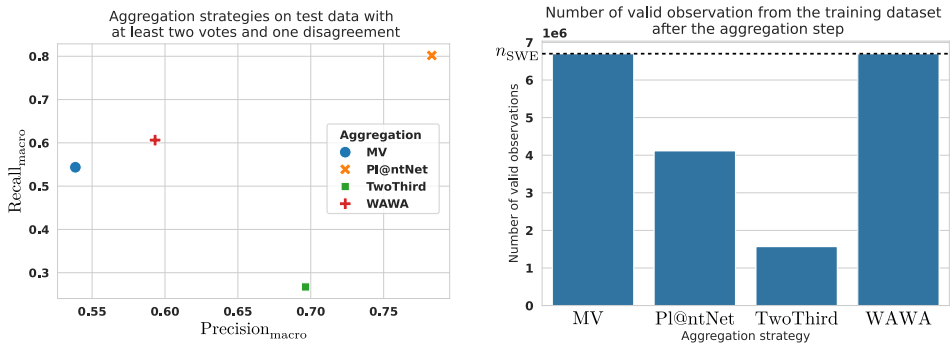 Aggregation strategies on test data with
at least two votes and one disagreement
0.8
0.7
0.6
0.5
0.4
0.3
Recall_macro
0.55
0.60
0.65
0.70
0.75
Precision_macro
Aggregation
MV
Pl@ntNet
TwoThird
WAWA
Number of valid observation from the training dataset
after the aggregation step
1e6
7
n_SWE
6
5
4
3
2
1
0
Number of valid observations
MV
Pl@ntNet
TwoThird
WAWA
Aggregation strategy